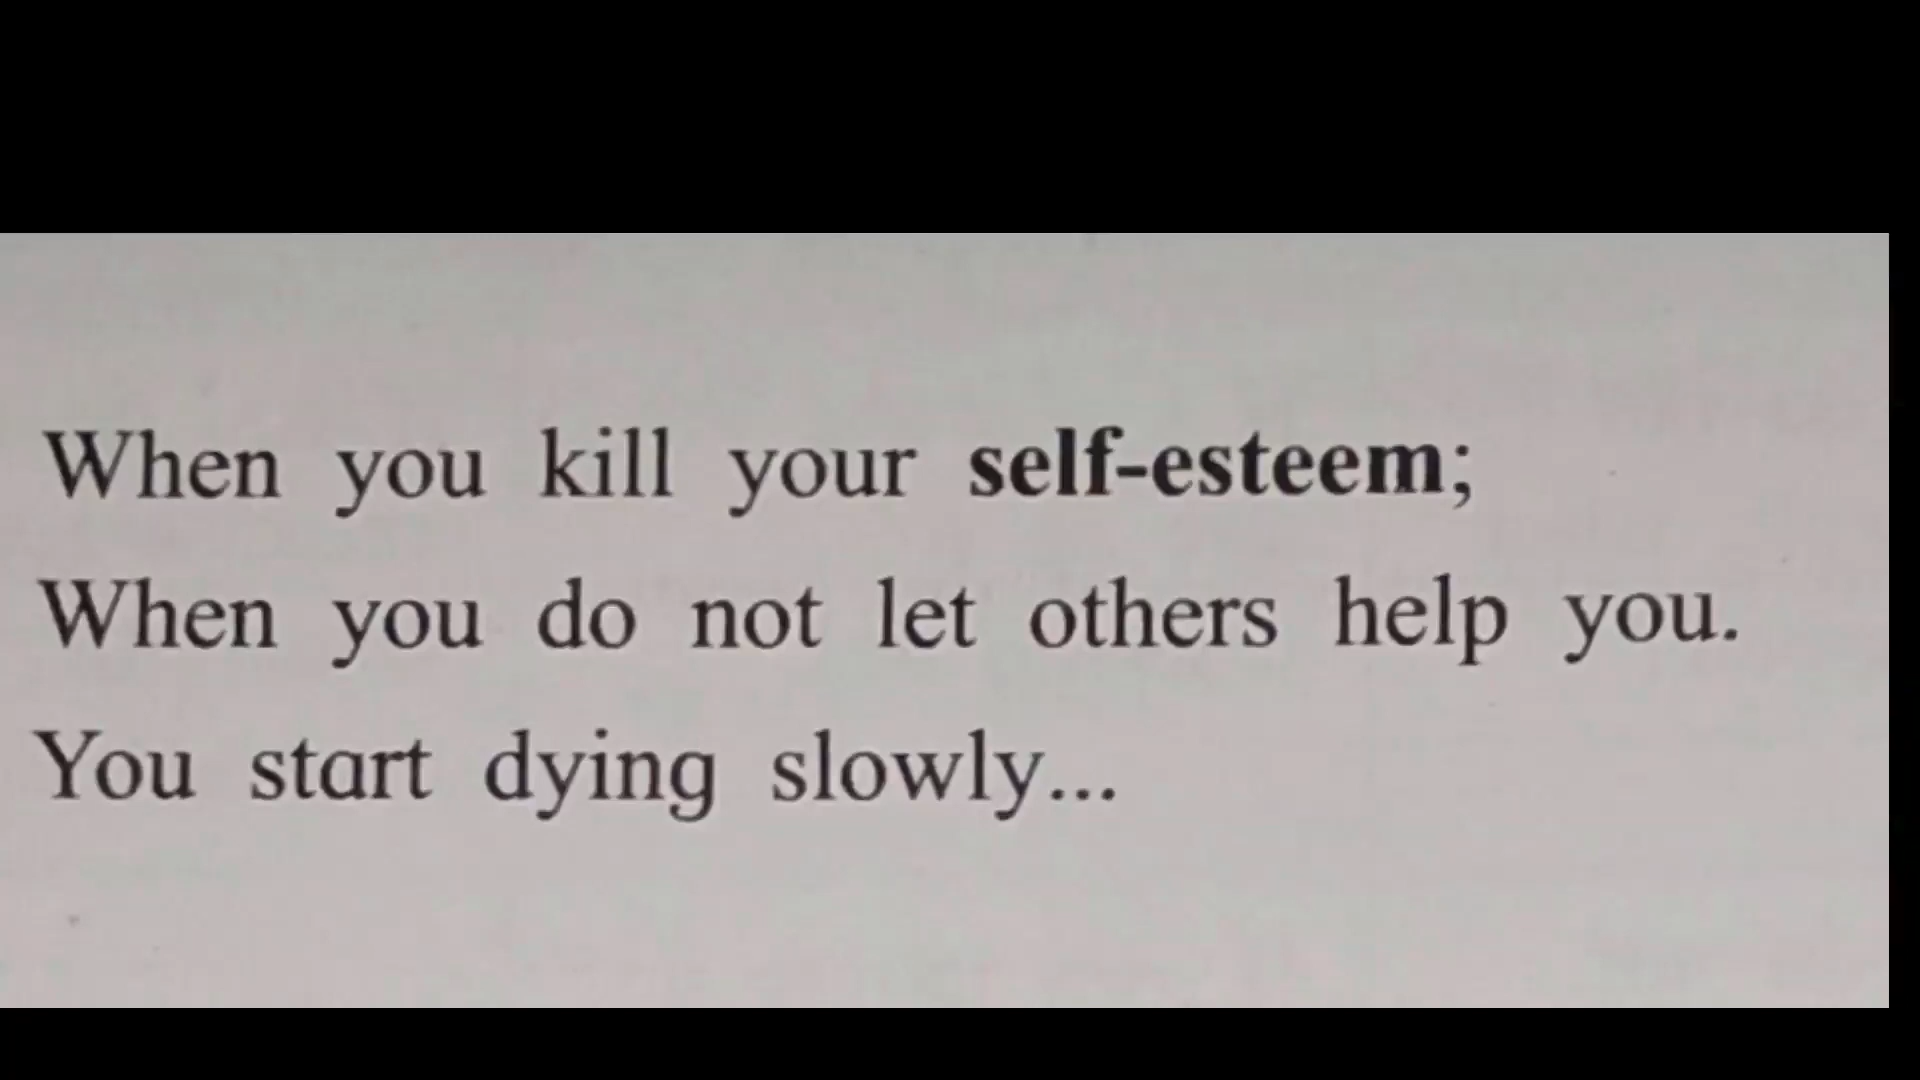 When you kill your self-esteem;
When you do not let others help you.
You start dying slowly...